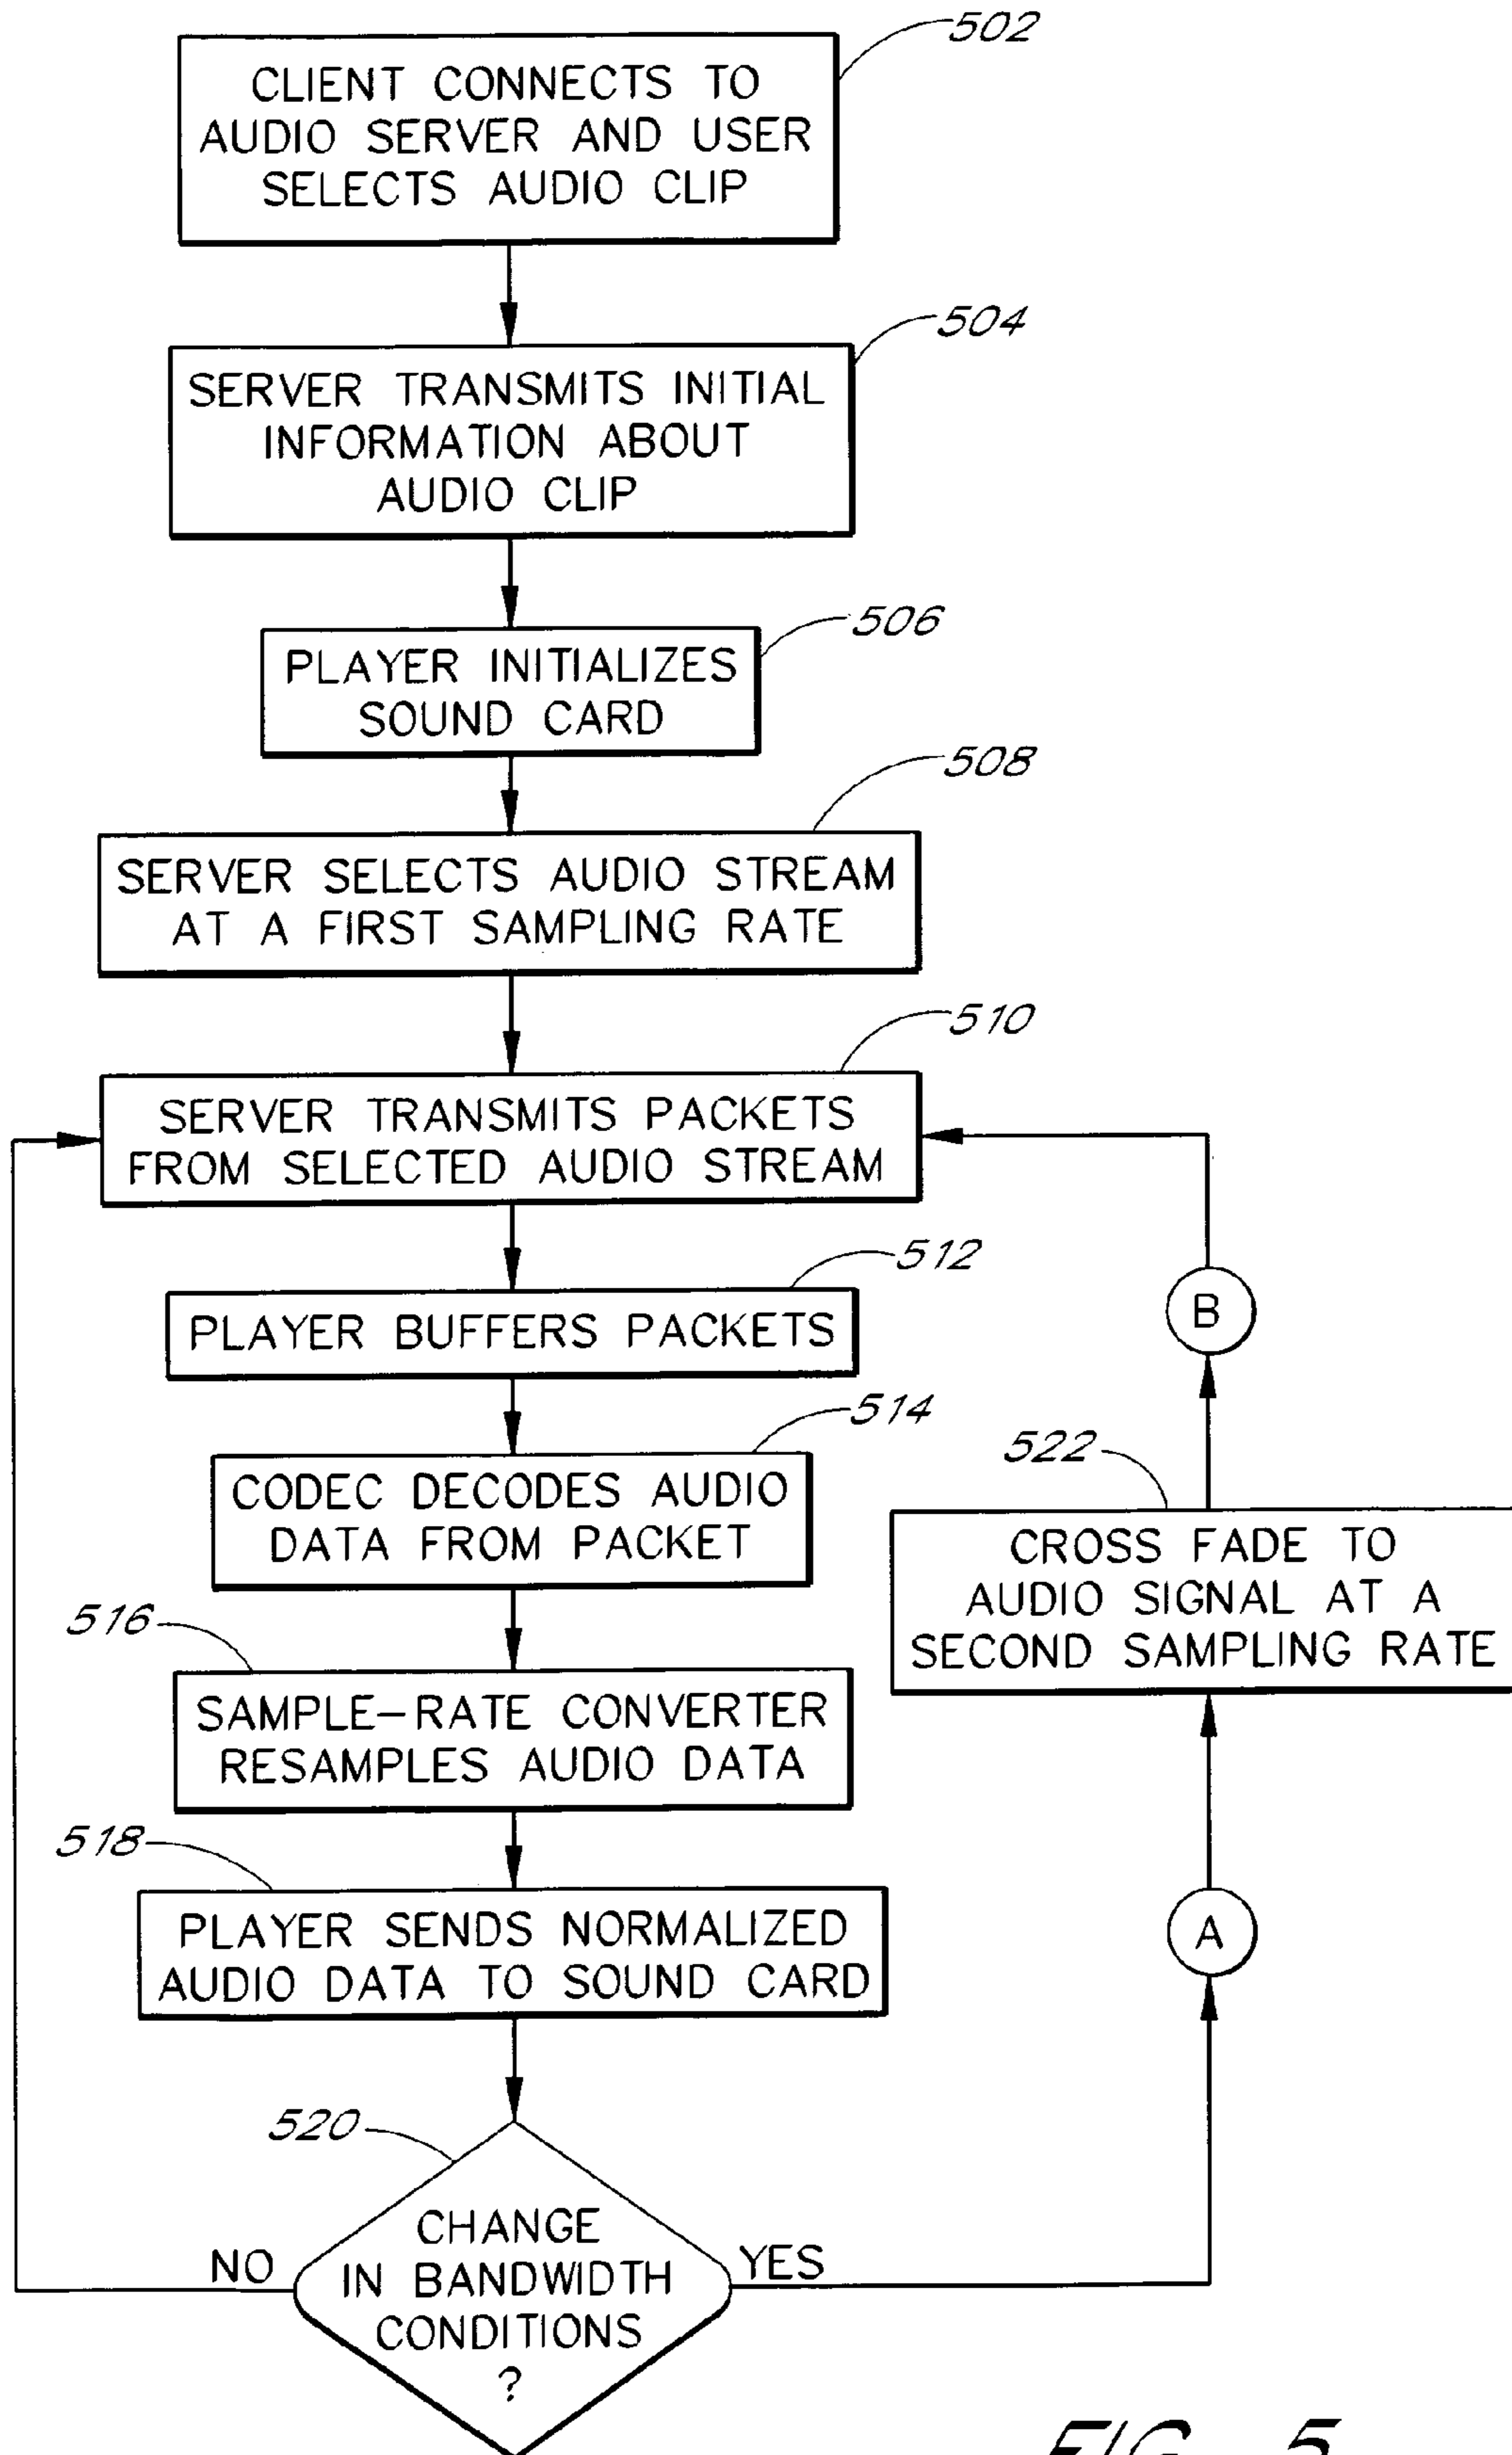 502
CLIENT CONNECTS TO
AUDIO SERVER AND USER
SELECTS AUDIO CLIP
504
SERVER TRANSMITS INITIAL
INFORMATION ABOUT
AUDIO CLIP
506
PLAYER INITIALIZES
SOUND CARD
508
SERVER SELECTS AUDIO STREAM
AT A FIRST SAMPLING RATE
510
SERVER TRANSMITS PACKETS
FROM SELECTED AUDIO STREAM
512
PLAYER BUFFERS PACKETS
B
514
CODEC DECODES AUDIO
DATA FROM PACKET
522
CROSS FADE TO
AUDIO SIGNAL AT A
SECOND SAMPLING RATE
516
SAMPLE-RATE CONVERTER
RESAMPLES AUDIO DATA
518
PLAYER SENDS NORMALIZED
AUDIO DATA TO SOUND CARD
A
520
CHANGE
IN BANDWIDTH
CONDITIONS
?
NO
YES
FIG. 5